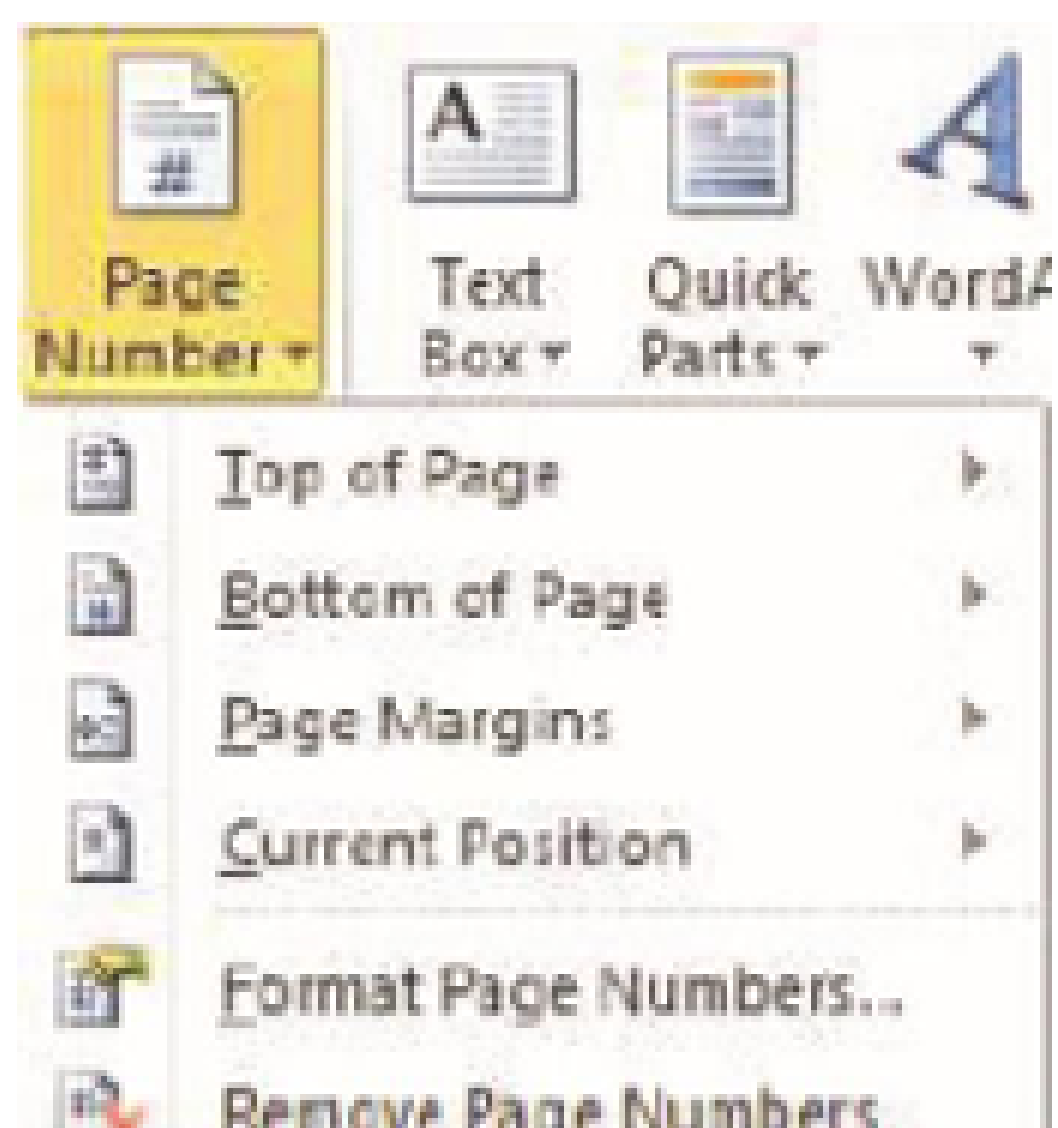 Page
Number
Text
Box
Quick
Parts
WordA
Top of Page
Bottom of Page
Page Margins
Current Position
Format Page Numbers...
Remove Page Numbers